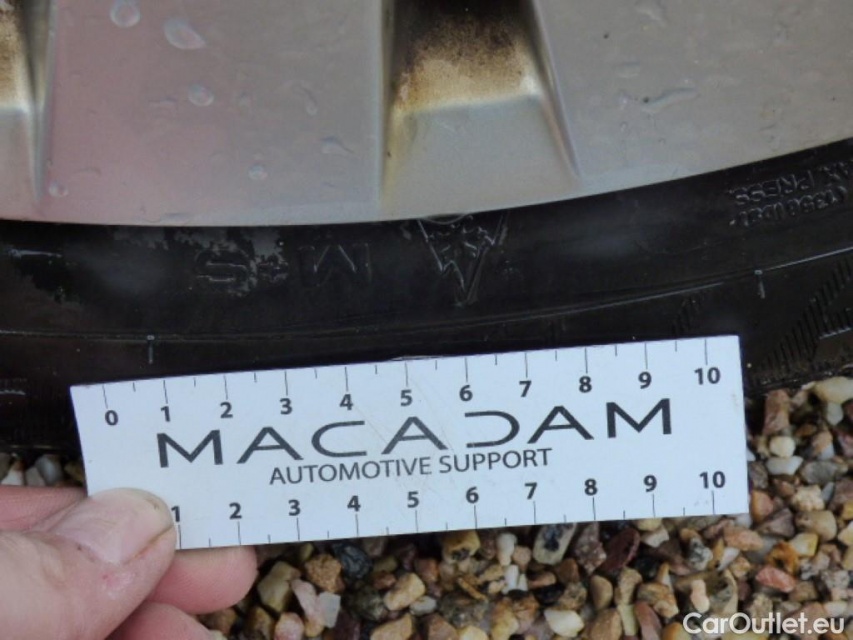 M+S
PRESS
0 1 2 3 4 5 6 7 8 9 10
MACADAM
AUTOMOTIVE SUPPORT
1 2 3 4 5 6 7 8 9 10
CarOutlet.eu